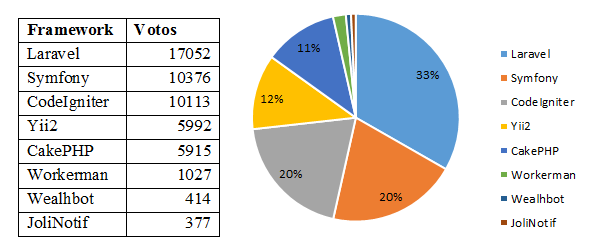 Framework Votos
Laravel 17052
Symfony 10376
CodeIgniter 10113
Yii2 5992
CakePHP 5915
Workerman 1027
Wealhbot 414
JoliNotif 377
33%
20%
20%
12%
11%
Laravel
Symfony
CodeIgniter
Yii2
CakePHP
Workerman
Wealhbot
JoliNotif